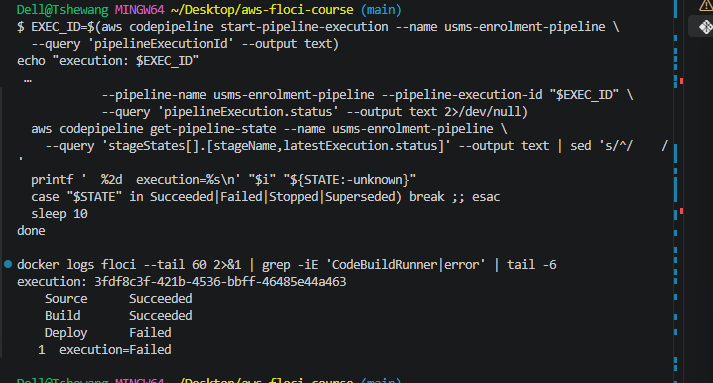 Dell@Tshewang MINGW64 ~/Desktop/aws-floci-course (main)
$ EXEC_ID=$(aws codepipeline start-pipeline-execution --name usms-enrolment-pipeline \
  --query 'pipelineExecutionId' --output text)
echo "execution: $EXEC_ID"
…
          --pipeline-name usms-enrolment-pipeline --pipeline-execution-id "$EXEC_ID" \
          --query 'pipelineExecution.status' --output text 2>/dev/null)
  aws codepipeline get-pipeline-state --name usms-enrolment-pipeline \
    --query 'stageStates[].[stageName,latestExecution.status]' --output text | sed 's/^/    /
'
  printf '  %2d  execution=%s\n' "$i" "${STATE:-unknown}"
  case "$STATE" in Succeeded|Failed|Stopped|Superseded) break ;; esac
  sleep 10
done
docker logs floci --tail 60 2>&1 | grep -iE 'CodeBuildRunner|error' | tail -6
execution: 3fdf8c3f-421b-4536-bbff-46485e44a463
    Source      Succeeded
    Build       Succeeded
    Deploy      Failed
   1  execution=Failed
Dell@Tshewang MINGW64 ~/Desktop/aws-floci-course (main)